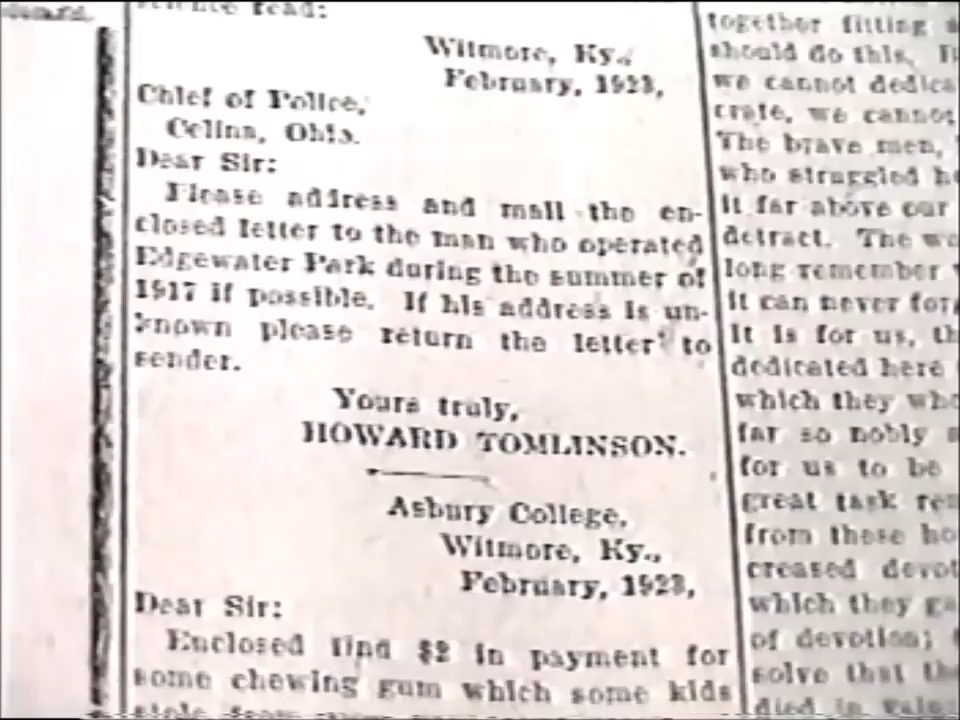 science read:
Wilmore, Ky.,
February, 1923,
Chief of Police,
Celina, Ohio.
Dear Sir:
Please address and mail the en-
closed letter to the man who operated
Edgewater Park during the summer of
1917 if possible. If his address is un-
known please return the letter to
sender.
Yours truly,
HOWARD TOMLINSON.
Asbury College,
Wilmore, Ky.,
February, 1923,
Dear Sir:
Enclosed find $2 in payment for
some chewing gum which some kids
stole from
together fitting
should do this.
we cannot dedica
crate, we cannot
The brave men,
who struggled he
it far above our
detract. The wo
long remember
it can never for
It is for us, th
dedicated here
which they who
far so nobly a
for us to be
great task rem
from these ho
creased devot
which they ga
of devotion;
solve that the
died in vain